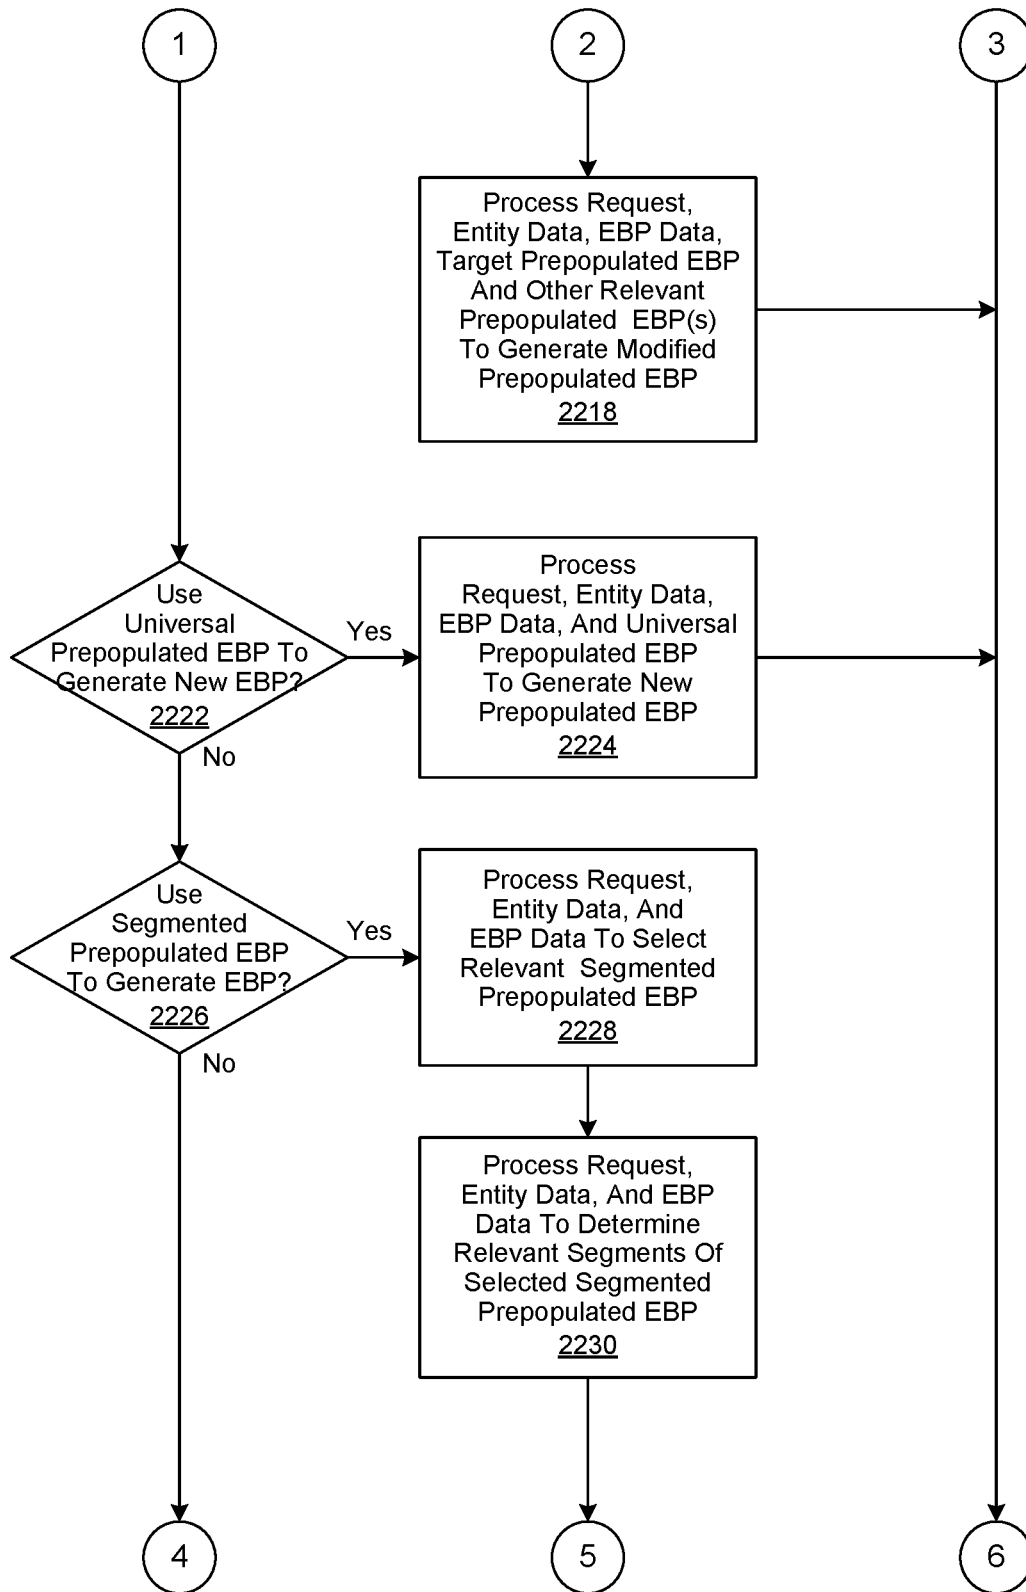 1
2
3
Process Request,
Entity Data, EBP Data,
Target Prepopulated EBP
And Other Relevant
Prepopulated EBP(s)
To Generate Modified
Prepopulated EBP
2218
Use
Universal
Prepopulated EBP To
Generate New EBP?
2222
Yes
No
Process
Request, Entity Data,
EBP Data, And Universal
Prepopulated EBP
To Generate New
Prepopulated EBP
2224
Use
Segmented
Prepopulated EBP
To Generate EBP?
2226
Yes
No
Process Request,
Entity Data, And
EBP Data To Select
Relevant Segmented
Prepopulated EBP
2228
Process Request,
Entity Data, And EBP
Data To Determine
Relevant Segments Of
Selected Segmented
Prepopulated EBP
2230
4
5
6